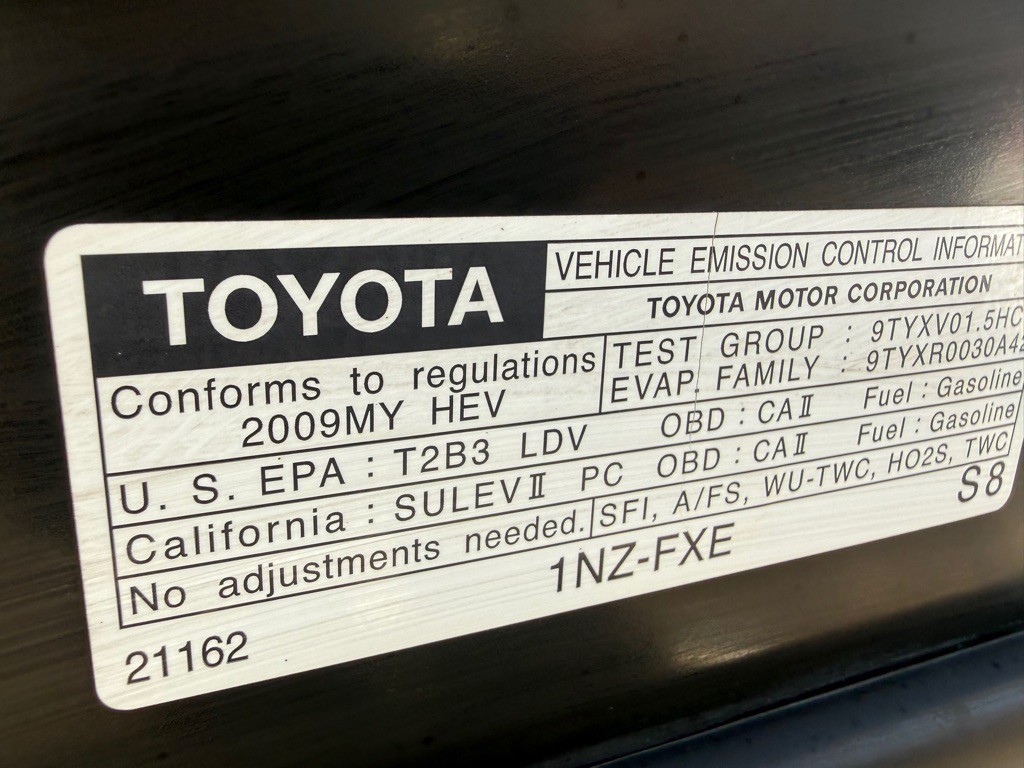 TOYOTA
VEHICLE EMISSION CONTROL
TOYOTA MOTOR CORPORATION
Conforms to regulations
2009MY HEV
TEST GROUP : 9TYXV01.5HC
EVAP. FAMILY : 9TYXR0030A42
U. S. EPA : T2B3 LDV OBD : CAⅡ Fuel : Gasoline
California : SULEVⅡ PC OBD : CAⅡ Fuel : Gasoline
No adjustments needed. SFI, A/FS, WU-TWC, HO2S, TWC
21162 1NZ-FXE S8